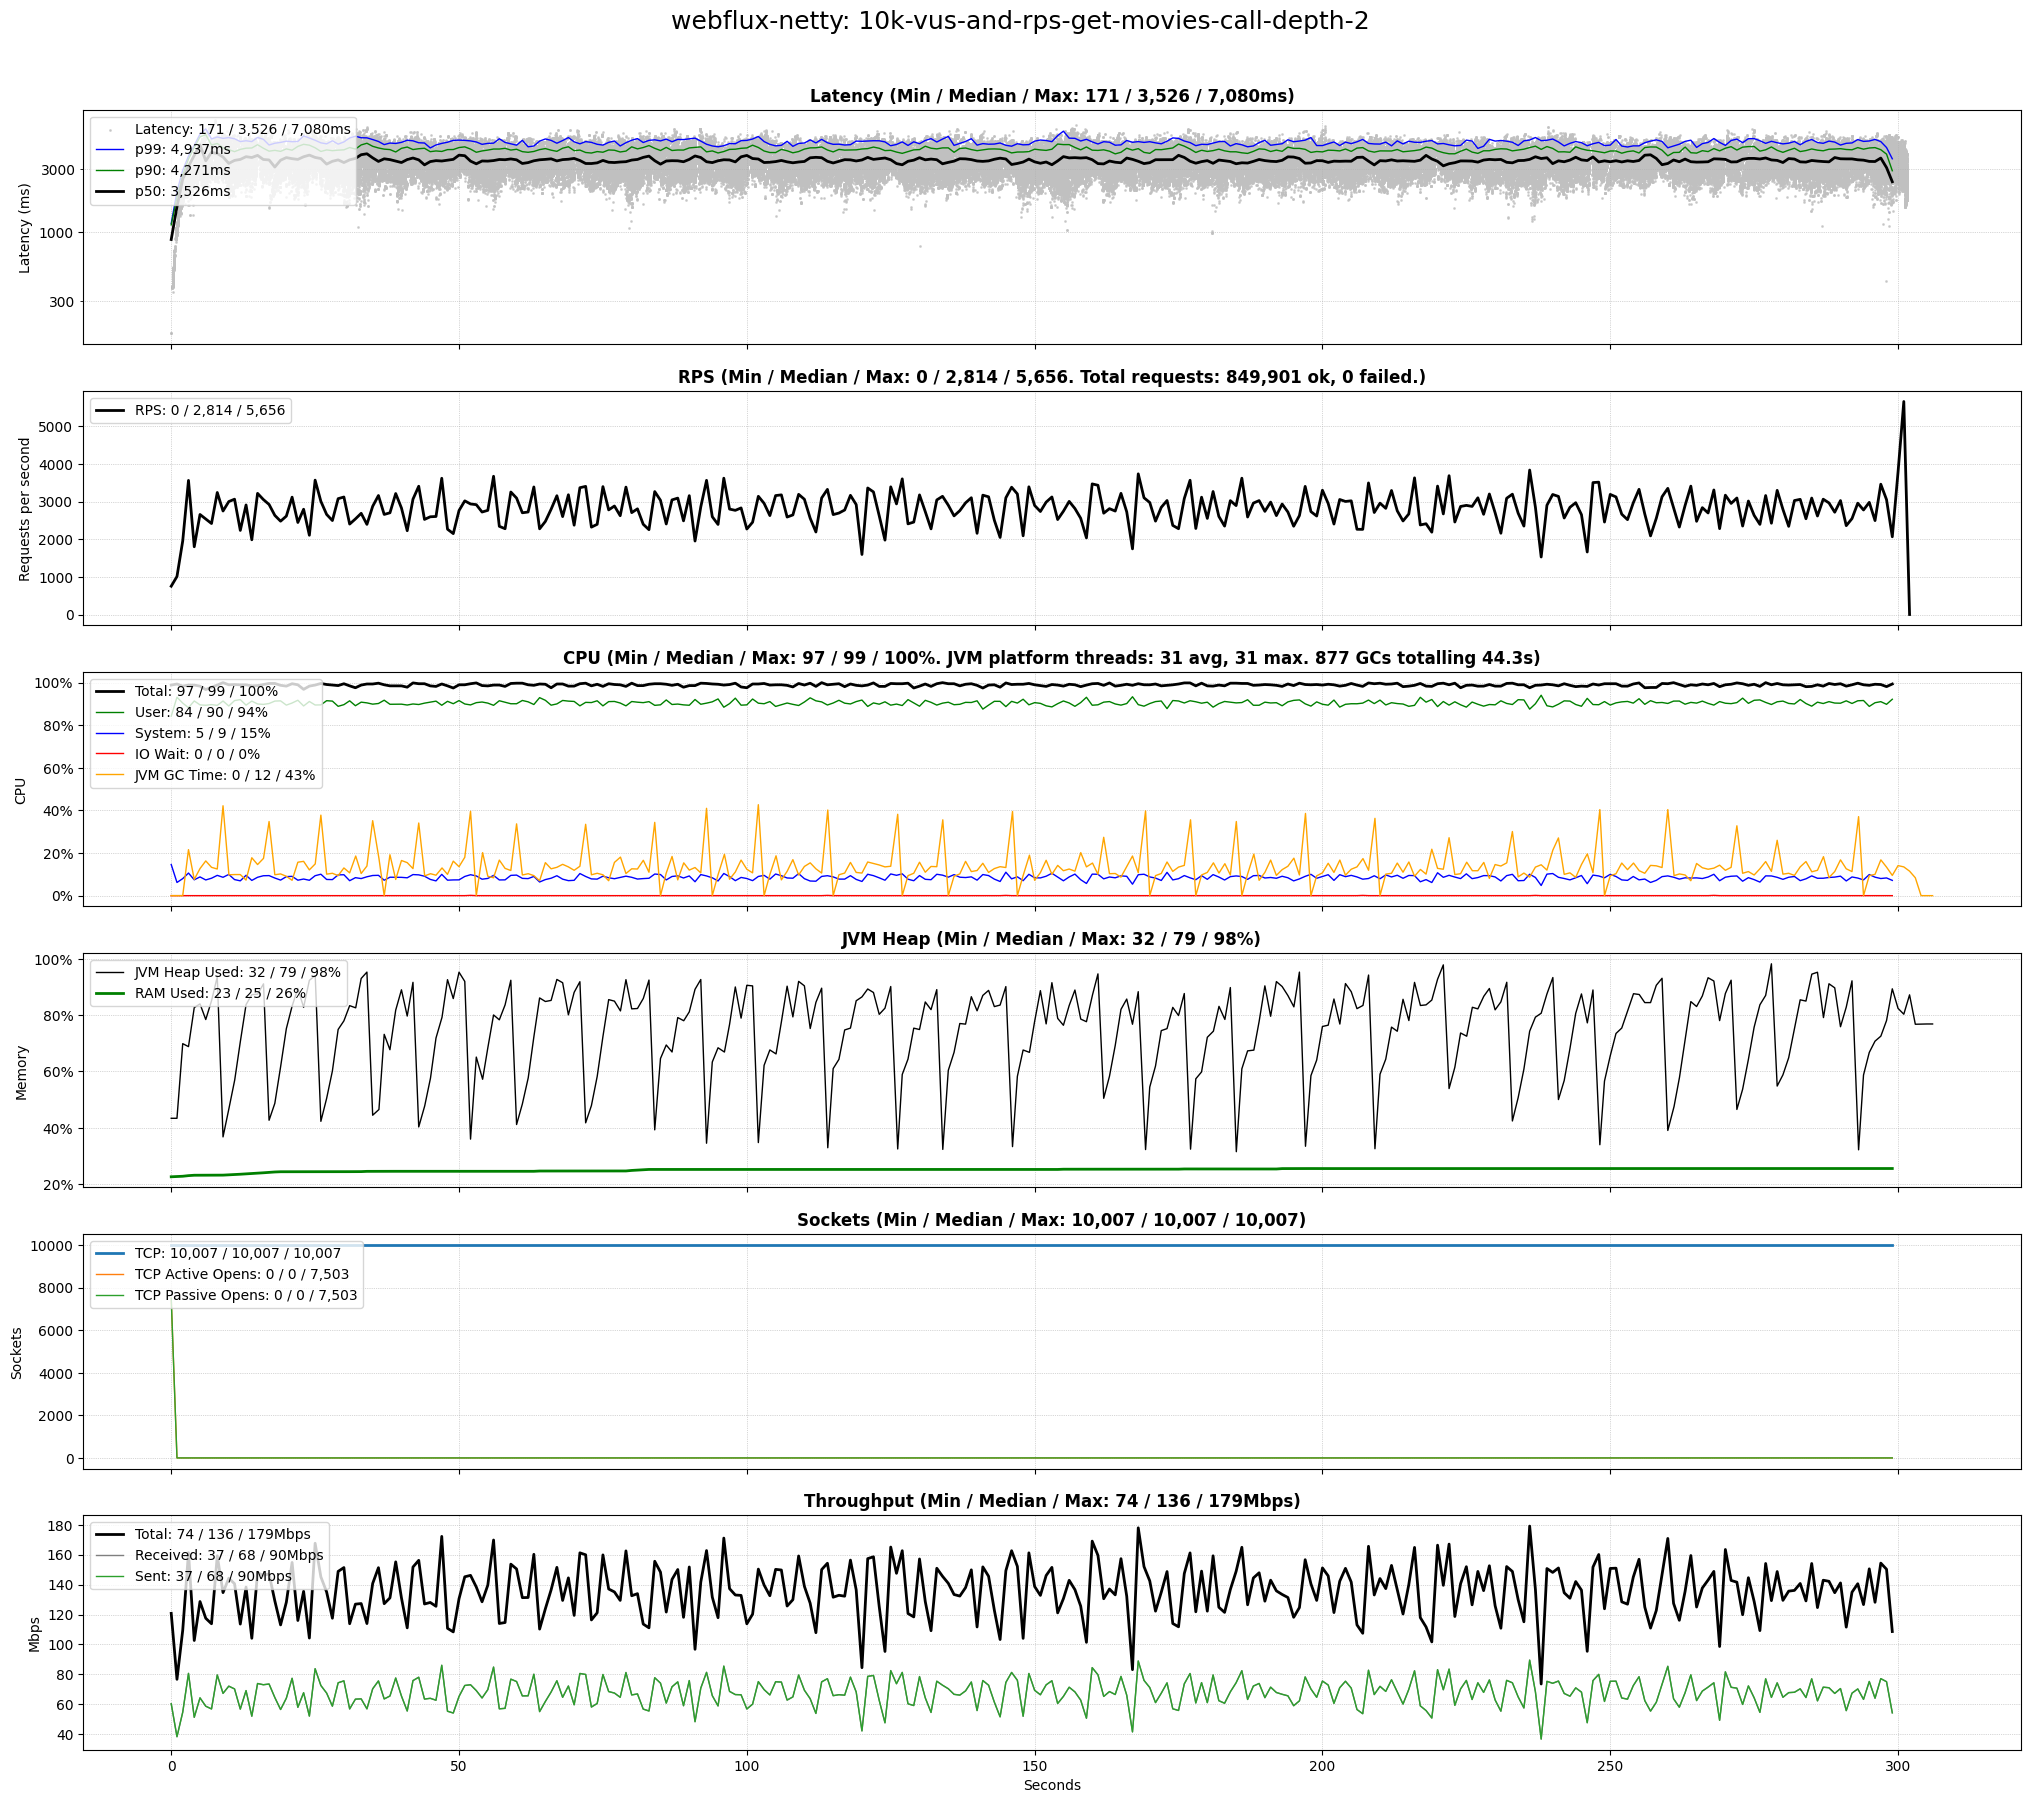 webflux-netty: 10k-vus-and-rps-get-movies-call-depth-2
Latency (Min / Median / Max: 171 / 3,526 / 7,080ms)
Latency: 171 / 3,526 / 7,080ms
p99: 4,937ms
p90: 4,271ms
p50: 3,526ms
3000
1000
300
Latency (ms)
RPS (Min / Median / Max: 0 / 2,814 / 5,656. Total requests: 849,901 ok, 0 failed.)
RPS: 0 / 2,814 / 5,656
5000
4000
3000
2000
1000
0
Requests per second
CPU (Min / Median / Max: 97 / 99 / 100%. JVM platform threads: 31 avg, 31 max. 877 GCs totalling 44.3s)
Total: 97 / 99 / 100%
User: 84 / 90 / 94%
System: 5 / 9 / 15%
IO Wait: 0 / 0 / 0%
JVM GC Time: 0 / 12 / 43%
100%
80%
60%
40%
20%
0%
CPU
JVM Heap (Min / Median / Max: 32 / 79 / 98%)
JVM Heap Used: 32 / 79 / 98%
RAM Used: 23 / 25 / 26%
100%
80%
60%
40%
20%
Memory
Sockets (Min / Median / Max: 10,007 / 10,007 / 10,007)
TCP: 10,007 / 10,007 / 10,007
TCP Active Opens: 0 / 0 / 7,503
TCP Passive Opens: 0 / 0 / 7,503
10000
8000
6000
4000
2000
0
Sockets
Throughput (Min / Median / Max: 74 / 136 / 179Mbps)
Total: 74 / 136 / 179Mbps
Received: 37 / 68 / 90Mbps
Sent: 37 / 68 / 90Mbps
180
160
140
120
100
80
60
40
Mbps
0
50
100
150
200
250
300
Seconds